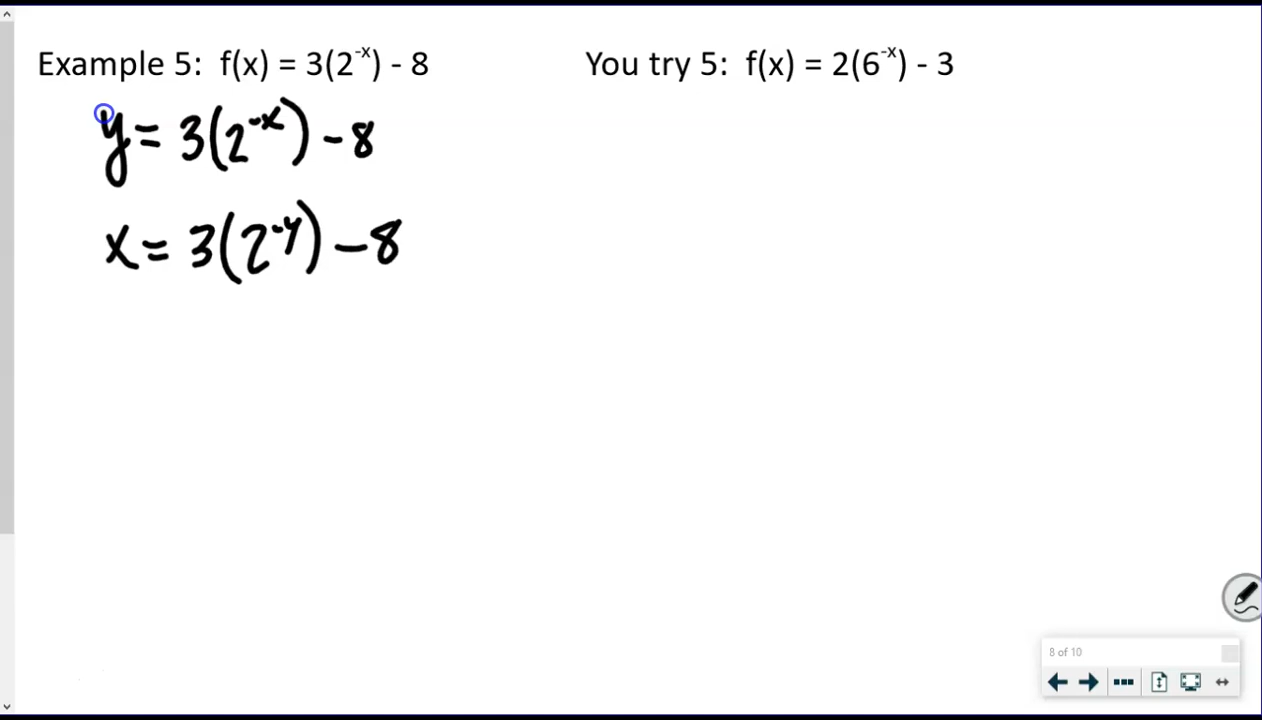 Example 5: f(x) = 3(2⁻ˣ) - 8
You try 5: f(x) = 2(6⁻ˣ) - 3
y = 3(2⁻ˣ) - 8
x = 3(2⁻ʸ) - 8
8 of 10